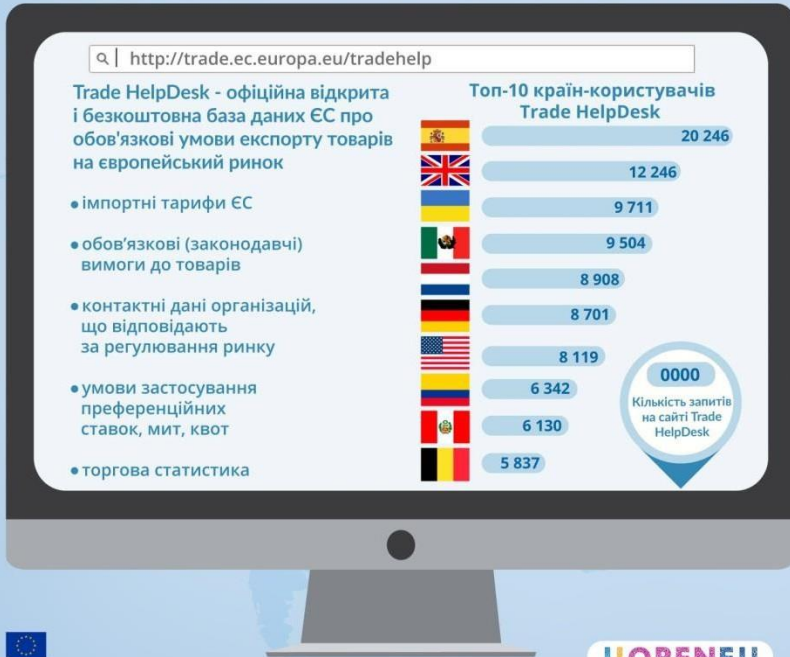 http://trade.ec.europa.eu/tradehelp
Trade HelpDesk - офіційна відкрита
і безкоштовна база даних ЄС про
обов'язкові умови експорту товарів
на європейський ринок
• імпортні тарифи ЄС
• обов’язкові (законодавчі)
вимоги до товарів
• контактні дані організацій,
що відповідають
за регулювання ринку
• умови застосування
преференційних
ставок, мит, квот
• торгова статистика
Топ-10 країн-користувачів
Trade HelpDesk
20 246
12 246
9 711
9 504
8 908
8 701
8 119
6 342
6 130
5 837
0000
Кількість запитів
на сайті Trade
HelpDesk